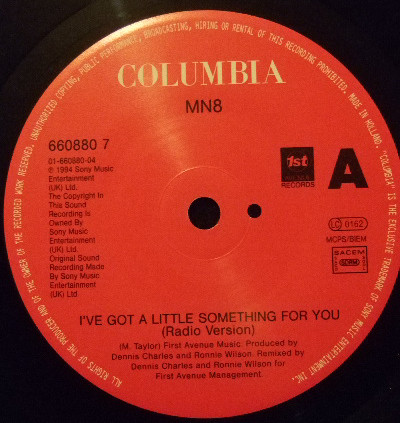 UNAUTHORIZED COPYING, PUBLIC PERFORMANCE, BROADCASTING, HIRING OR RENTAL OF THIS RECORDING PROHIBITED. MADE IN HOLLAND. "COLUMBIA" IS THE EXCLUSIVE TRADEMARK OF SONY MUSIC ENTERTAINMENT INC.
ALL RIGHTS OF THE PRODUCER AND OF THE OWNER OF THE RECORDED WORK RESERVED.
COLUMBIA
MN8
660880 7
01-660880-04
℗ 1994 Sony Music
Entertainment
(UK) Ltd.
The Copyright In
This Sound
Recording Is
Owned By
Sony Music
Entertainment
(UK) Ltd.
Original Sound
Recording Made
By Sony Music
Entertainment
(UK) Ltd
1st
RECORDS
A
LC 0162
MCPS/BIEM
SACEM
I'VE GOT A LITTLE SOMETHING FOR YOU
(Radio Version)
(M. Taylor) First Avenue Music. Produced by
Dennis Charles and Ronnie Wilson. Remixed by
Dennis Charles and Ronnie Wilson for
First Avenue Management.